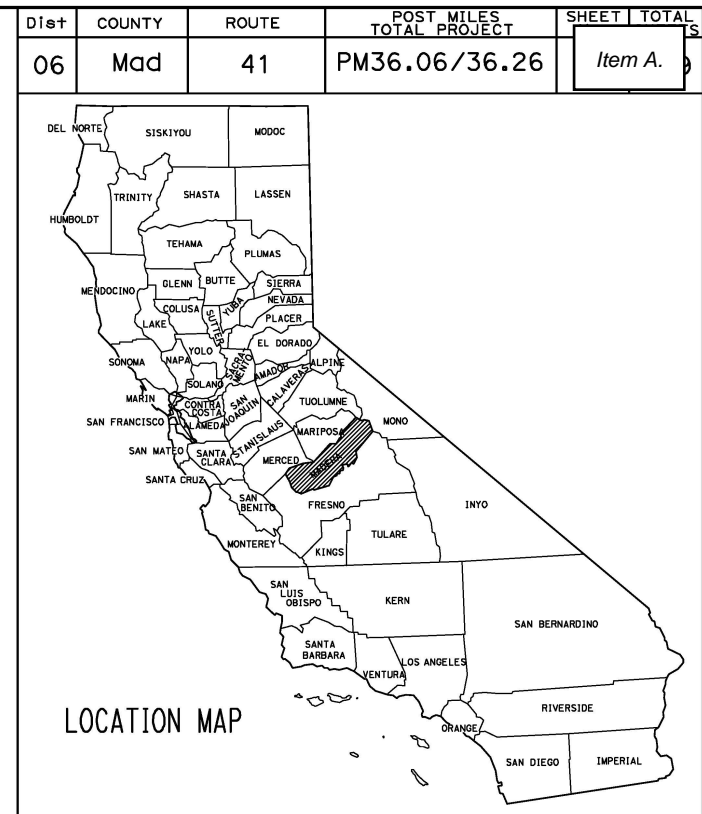 Dist COUNTY ROUTE POST MILES TOTAL PROJECT SHEET TOTAL
06 Mad 41 PM36.06/36.26 Item A.
DEL NORTE SISKIYOU MODOC
HUMBOLDT TRINITY SHASTA LASSEN
TEHAMA PLUMAS
MENDOCINO GLENN BUTTE SIERRA
NEVADA
COLUSA YUBA PLACER
LAKE SUTTER
YOLO EL DORADO
SONOMA NAPA SACRA-MENTO AMADOR ALPINE
SOLANO CALAVERAS
MARIN CONTRA COSTA SAN JOAQUIN TUOLUMNE
SAN FRANCISCO ALAMEDA STANISLAUS MARIPOSA MONO
SAN MATEO SANTA CLARA MERCED MADERA
SANTA CRUZ
SAN BENITO FRESNO INYO
MONTEREY KINGS TULARE
SAN LUIS OBISPO KERN SAN BERNARDINO
SANTA BARBARA VENTURA LOS ANGELES
ORANGE RIVERSIDE
SAN DIEGO IMPERIAL
LOCATION MAP